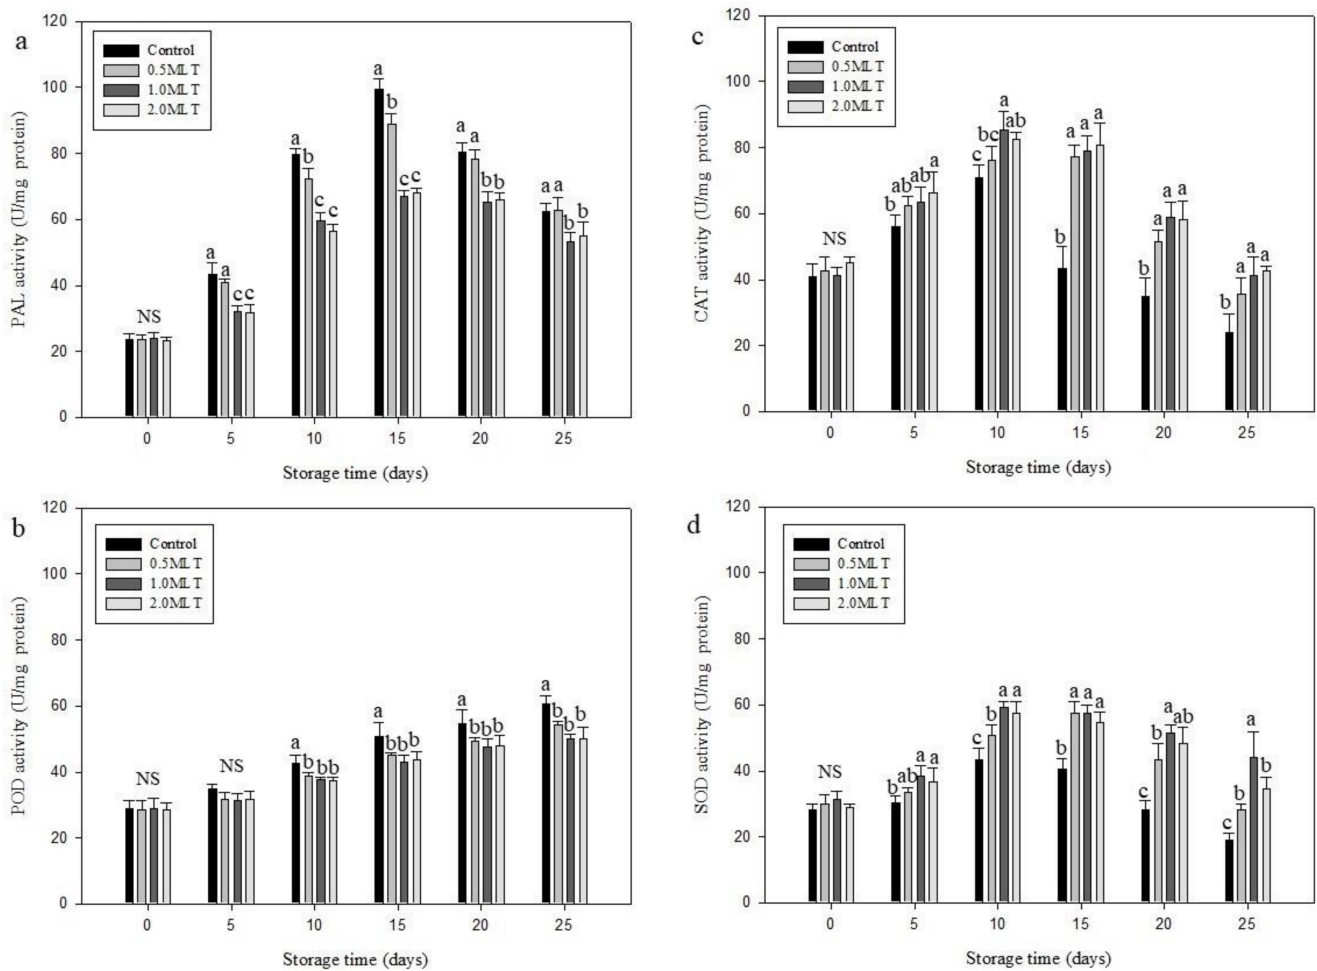 a
120
100
80
60
40
20
0
PAL activity (U/mg protein)
Control
0.5MLT
1.0MLT
2.0MLT
NS
a a c c
a b c c
a b c c
a a b b
a a b b
0 5 10 15 20 25
Storage time (days)
c
120
100
80
60
40
20
0
CAT activity (U/mg protein)
Control
0.5MLT
1.0MLT
2.0MLT
NS
b ab ab a
c bc a ab
b a a a
b a a a
b a a a
0 5 10 15 20 25
Storage time (days)
b
120
100
80
60
40
20
0
POD activity (U/mg protein)
Control
0.5MLT
1.0MLT
2.0MLT
NS
NS
a b b b
a b b b
a b b b
a b b b
0 5 10 15 20 25
Storage time (days)
d
120
100
80
60
40
20
0
SOD activity (U/mg protein)
Control
0.5MLT
1.0MLT
2.0MLT
NS
b ab a a
c b a a
b a a a
c b a ab
c b a b
0 5 10 15 20 25
Storage time (days)